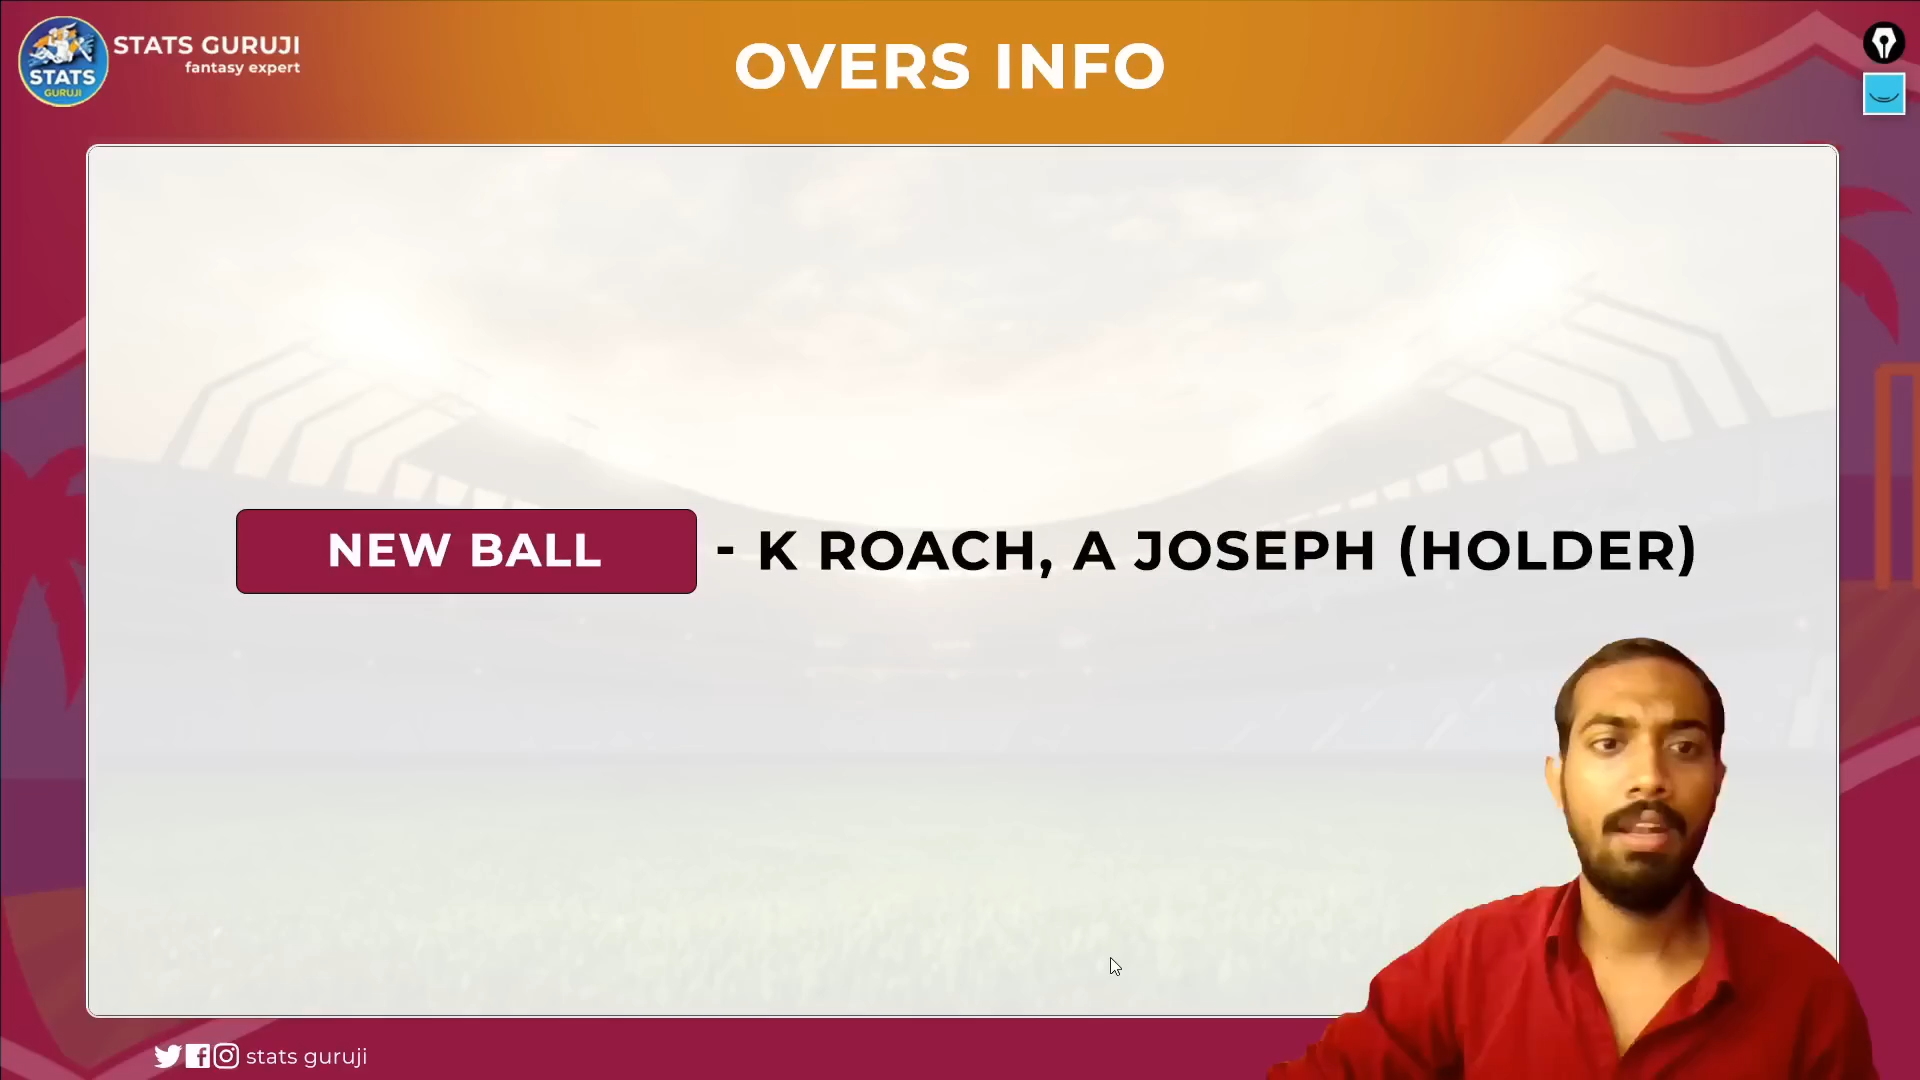 STATS GURUJI
fantasy expert
STATS
GURUJI
OVERS INFO
NEW BALL - K ROACH, A JOSEPH (HOLDER)
stats guruji